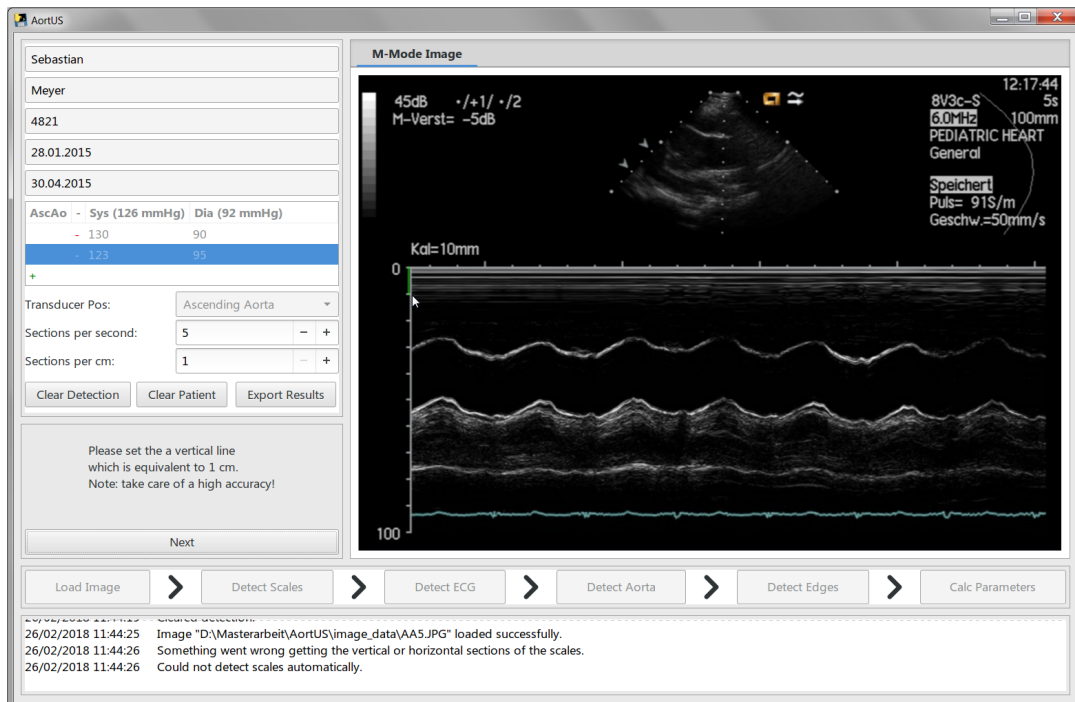 AortUS
Sebastian
Meyer
4821
28.01.2015
30.04.2015
AscAo - Sys (126 mmHg) Dia (92 mmHg)
- 130 90
- 123 95
+
Transducer Pos: Ascending Aorta
Sections per second: 5 − +
Sections per cm: 1 − +
Clear Detection Clear Patient Export Results
Please set the a vertical line
which is equivalent to 1 cm.
Note: take care of a high accuracy!
Next
M-Mode Image
12:17:44
45dB ·/+1/ ·/2
M-Verst= -5dB
8V3c-S 5s
6.0MHz 100mm
PEDIATRIC HEART
General
Speichert
Puls= 91S/m
Geschw.=50mm/s
Kal=10mm
0
100
Load Image Detect Scales Detect ECG Detect Aorta Detect Edges Calc Parameters
26/02/2018 11:44:25 Image "D:\Masterarbeit\AortUS\image_data\AA5.JPG" loaded successfully.
26/02/2018 11:44:26 Something went wrong getting the vertical or horizontal sections of the scales.
26/02/2018 11:44:26 Could not detect scales automatically.